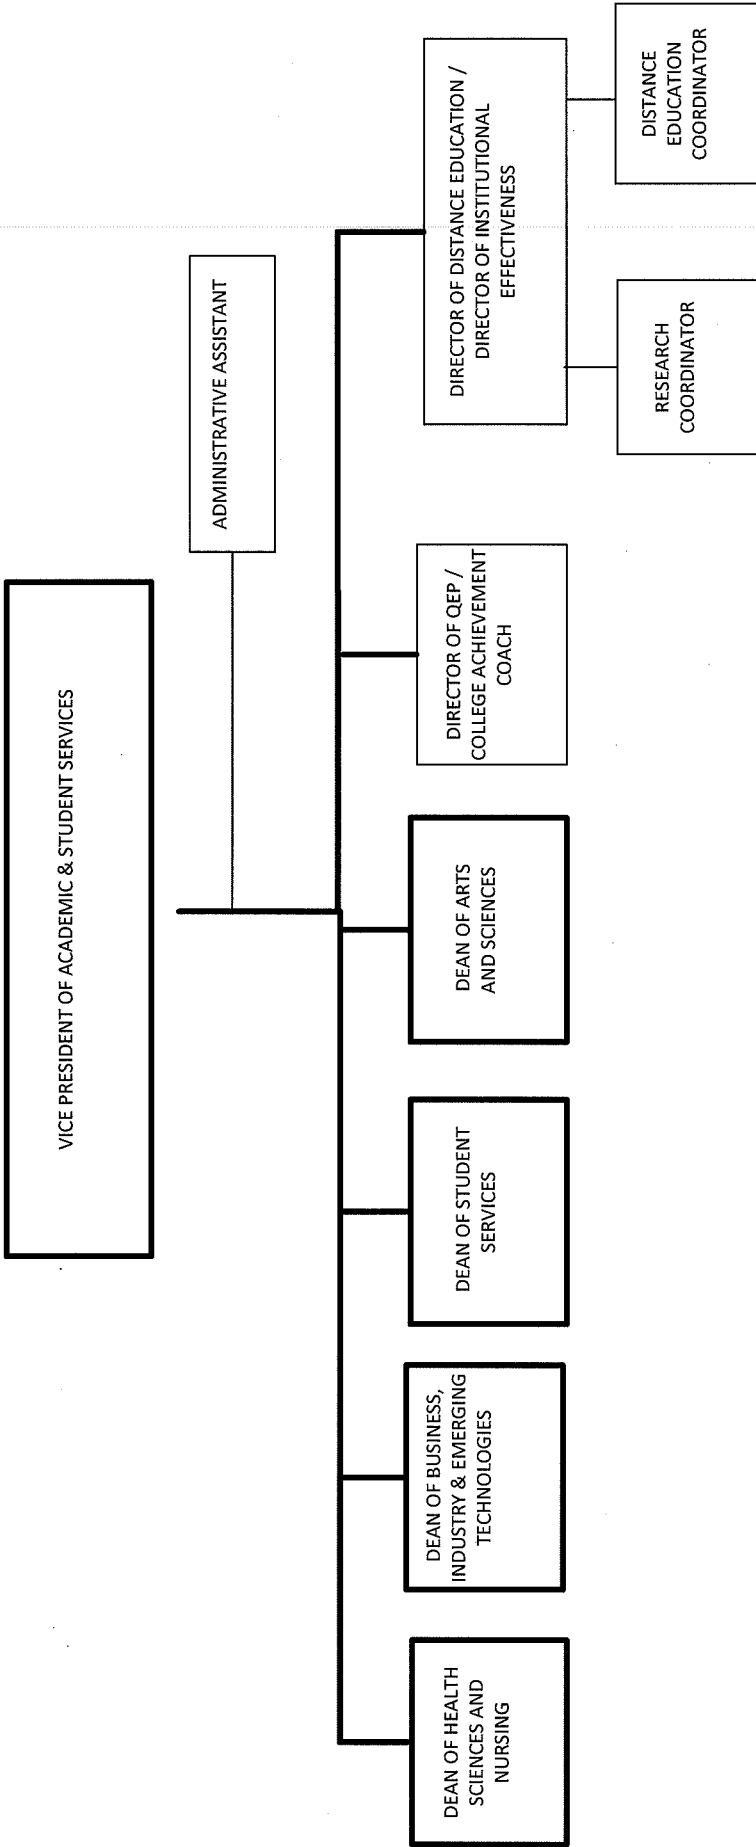 VICE PRESIDENT OF ACADEMIC & STUDENT SERVICES
ADMINISTRATIVE ASSISTANT
DEAN OF HEALTH
SCIENCES AND
NURSING
DEAN OF BUSINESS,
INDUSTRY & EMERGING
TECHNOLOGIES
DEAN OF STUDENT
SERVICES
DEAN OF ARTS
AND SCIENCES
DIRECTOR OF QEP /
COLLEGE ACHIEVEMENT
COACH
DIRECTOR OF DISTANCE EDUCATION /
DIRECTOR OF INSTITUTIONAL
EFFECTIVENESS
RESEARCH
COORDINATOR
DISTANCE
EDUCATION
COORDINATOR